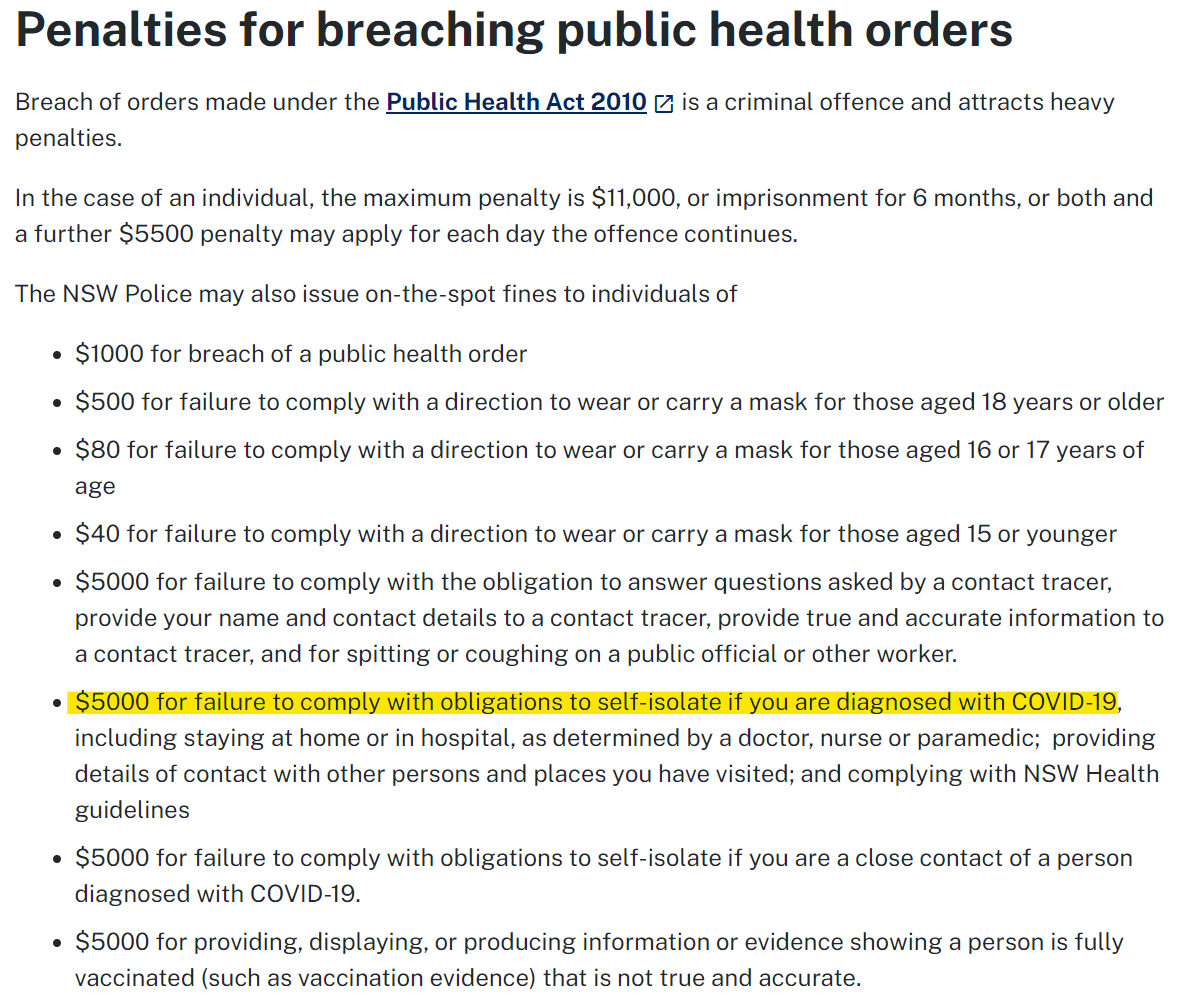 Penalties for breaching public health orders
Breach of orders made under the Public Health Act 2010 is a criminal offence and attracts heavy
penalties.
In the case of an individual, the maximum penalty is $11,000, or imprisonment for 6 months, or both and
a further $5500 penalty may apply for each day the offence continues.
The NSW Police may also issue on-the-spot fines to individuals of
• $1000 for breach of a public health order
• $500 for failure to comply with a direction to wear or carry a mask for those aged 18 years or older
• $80 for failure to comply with a direction to wear or carry a mask for those aged 16 or 17 years of
age
• $40 for failure to comply with a direction to wear or carry a mask for those aged 15 or younger
• $5000 for failure to comply with the obligation to answer questions asked by a contact tracer,
provide your name and contact details to a contact tracer, provide true and accurate information to
a contact tracer, and for spitting or coughing on a public official or other worker.
• $5000 for failure to comply with obligations to self-isolate if you are diagnosed with COVID-19,
including staying at home or in hospital, as determined by a doctor, nurse or paramedic; providing
details of contact with other persons and places you have visited; and complying with NSW Health
guidelines
• $5000 for failure to comply with obligations to self-isolate if you are a close contact of a person
diagnosed with COVID-19.
• $5000 for providing, displaying, or producing information or evidence showing a person is fully
vaccinated (such as vaccination evidence) that is not true and accurate.